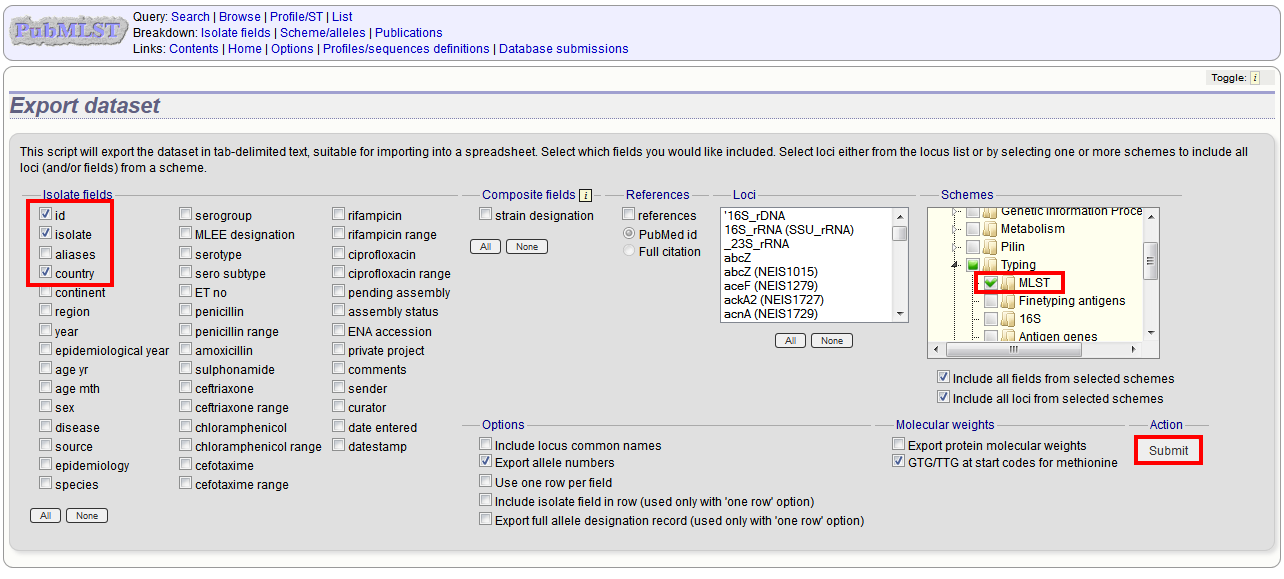 PubMLST
Query: Search | Browse | Profile/ST | List
Breakdown: Isolate fields | Scheme/alleles | Publications
Links: Contents | Home | Options | Profiles/sequences definitions | Database submissions
Toggle: i
Export dataset
This script will export the dataset in tab-delimited text, suitable for importing into a spreadsheet. Select which fields you would like included. Select loci either from the locus list or by selecting one or more schemes to include all
loci (and/or fields) from a scheme.
Isolate fields
id
isolate
aliases
country
continent
region
year
epidemiological year
age yr
age mth
sex
disease
source
epidemiology
species
serogroup
MLEE designation
serotype
sero subtype
ET no
penicillin
penicillin range
amoxicillin
sulphonamide
ceftriaxone
ceftriaxone range
chloramphenicol
chloramphenicol range
cefotaxime
cefotaxime range
rifampicin
rifampicin range
ciprofloxacin
ciprofloxacin range
pending assembly
assembly status
ENA accession
private project
comments
sender
curator
date entered
datestamp
All None
Composite fields i
strain designation
All None
References
references
PubMed id
Full citation
Loci
'16S_rDNA
16S_rRNA (SSU_rRNA)
_23S_rRNA
abcZ
abcZ (NEIS1015)
aceF (NEIS1279)
ackA2 (NEIS1727)
acnA (NEIS1729)
All None
Schemes
Genetic Information Proce
Metabolism
Pilin
Typing
MLST
Finetyping antigens
16S
Antigen genes
Include all fields from selected schemes
Include all loci from selected schemes
Options
Include locus common names
Export allele numbers
Use one row per field
Include isolate field in row (used only with 'one row' option)
Export full allele designation record (used only with 'one row' option)
Molecular weights
Export protein molecular weights
GTG/TTG at start codes for methionine
Action
Submit